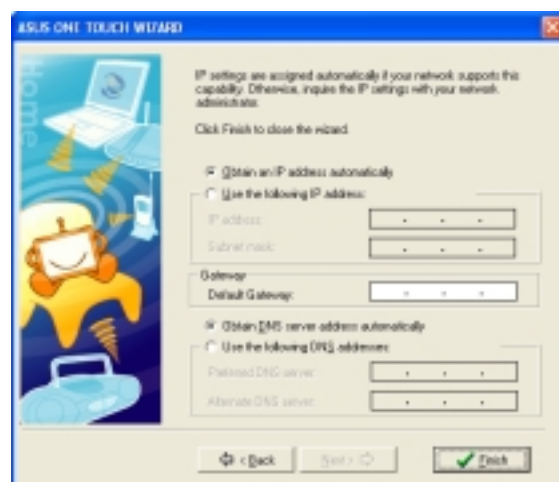 ASUS ONE TOUCH WIZARD
Home
IP settings are assigned automatically if your network supports this
capability. Otherwise, inquire the IP settings with your network
administrator.
Click Finish to close the wizard.
Obtain an IP address automatically
Use the following IP address:
IP address:
Subnet mask:
Gateway
Default Gateway:
Obtain DNS server address automatically
Use the following DNS addresses:
Preferred DNS server:
Alternate DNS server:
< Back
Next >
Finish